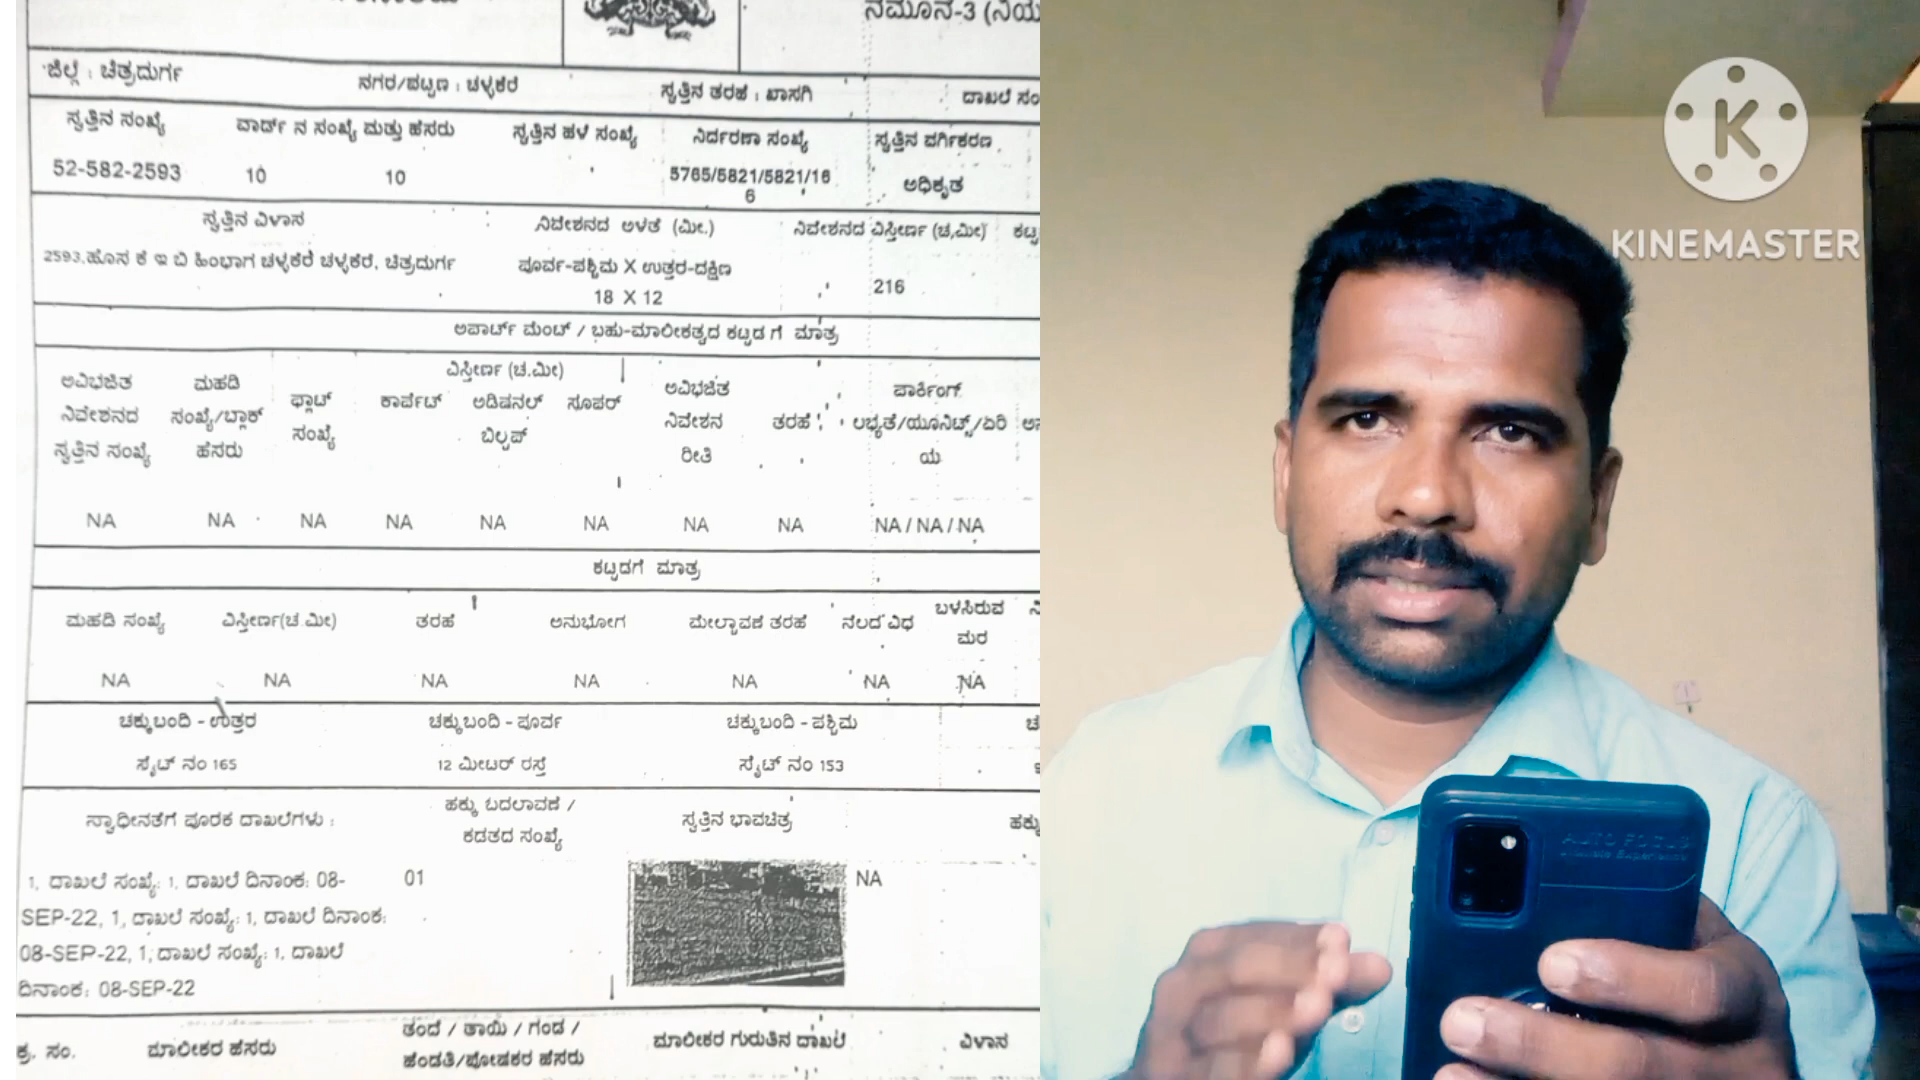 ನಮೂನೆ-3
ಜಿಲ್ಲೆ : ಚಿತ್ರದುರ್ಗ ನಗರ/ಪಟ್ಟಣ : ಚಳ್ಳಕೆರೆ ಸ್ವತ್ತಿನ ತರಹೆ : ಖಾಸಗಿ ದಾಖಲೆ
ಸ್ವತ್ತಿನ ಸಂಖ್ಯೆ ವಾರ್ಡ್ ನ ಸಂಖ್ಯೆ ಮತ್ತು ಹೆಸರು ಸ್ವತ್ತಿನ ಹಳೆ ಸಂಖ್ಯೆ ನಿರ್ದರಣಾ ಸಂಖ್ಯೆ ಸ್ವತ್ತಿನ ವರ್ಗಿಕರಣ
52-582-2593 10 10 5765/5821/5821/16 ಅಧಿಕೃತ
6
ಸ್ವತ್ತಿನ ವಿಳಾಸ ನಿವೇಶನದ ಅಳತೆ (ಮೀ.) ನಿವೇಶನದ ವಿಸ್ತೀರ್ಣ (ಚ,ಮೀ)
2593,ಹೊಸ ಕೆ ಇ ಬಿ ಹಿಂಭಾಗ ಚಳ್ಳಕೆರೆ ಚಳ್ಳಕೆರೆ, ಚಿತ್ರದುರ್ಗ ಪೂರ್ವ-ಪಶ್ಚಿಮ X ಉತ್ತರ-ದಕ್ಷಿಣ 216
18 X 12
ಅಪಾರ್ಟ್ ಮೆಂಟ್ / ಬಹು-ಮಾಲೀಕತ್ವದ ಕಟ್ಟಡ ಗೆ ಮಾತ್ರ
ವಿಸ್ತೀರ್ಣ (ಚ.ಮೀ)
ಅವಿಭಜಿತ ಮಹಡಿ ಫ್ಲಾಟ್ ಕಾರ್ಪೆಟ್ ಅಡಿಷನಲ್ ಸೂಪರ್ ಅವಿಭಜಿತ ಪಾರ್ಕಿಂಗ್
ನಿವೇಶನದ ಸಂಖ್ಯೆ/ಬ್ಲಾಕ್ ಸಂಖ್ಯೆ ಬಿಲ್ಟಪ್ ನಿವೇಶನ ತರಹೆ ಲಭ್ಯತೆ/ಯೂನಿಟ್ಸ್/ಏರಿ
ಸ್ವತ್ತಿನ ಸಂಖ್ಯೆ ಹೆಸರು ರೀತಿ ಯ
NA NA NA NA NA NA NA NA NA / NA / NA
ಕಟ್ಟಡಗೆ ಮಾತ್ರ
ಮಹಡಿ ಸಂಖ್ಯೆ ವಿಸ್ತೀರ್ಣ(ಚ.ಮೀ) ತರಹೆ ಅನುಭೋಗ ಮೇಲ್ಛಾವಣಿ ತರಹೆ ನೆಲದ ವಿಧ ಬಳಸಿರುವ
ಮರ
NA NA NA NA NA NA NA
ಚಕ್ಕುಬಂದಿ - ಉತ್ತರ ಚಕ್ಕುಬಂದಿ - ಪೂರ್ವ ಚಕ್ಕುಬಂದಿ - ಪಶ್ಚಿಮ
ಸೈಟ್ ನಂ 165 12 ಮೀಟರ್ ರಸ್ತೆ ಸೈಟ್ ನಂ 153
ಸ್ವಾಧೀನತೆಗೆ ಪೂರಕ ದಾಖಲೆಗಳು : ಹಕ್ಕು ಬದಲಾವಣೆ / ಸ್ವತ್ತಿನ ಭಾವಚಿತ್ರ
ಕಡತದ ಸಂಖ್ಯೆ
1, ದಾಖಲೆ ಸಂಖ್ಯೆ: 1, ದಾಖಲೆ ದಿನಾಂಕ: 08- 01 NA
SEP-22, 1, ದಾಖಲೆ ಸಂಖ್ಯೆ: 1, ದಾಖಲೆ ದಿನಾಂಕ:
08-SEP-22, 1, ದಾಖಲೆ ಸಂಖ್ಯೆ: 1, ದಾಖಲೆ
ದಿನಾಂಕ: 08-SEP-22
ಕ್ರ. ಸಂ. ಮಾಲೀಕರ ಹೆಸರು ತಂದೆ / ತಾಯಿ / ಗಂಡ / ಮಾಲೀಕರ ಗುರುತಿನ ದಾಖಲೆ ವಿಳಾಸ
ಹೆಂಡತಿ/ಪೋಷಕರ ಹೆಸರು
K
KINEMASTER
AUTO FOCUS